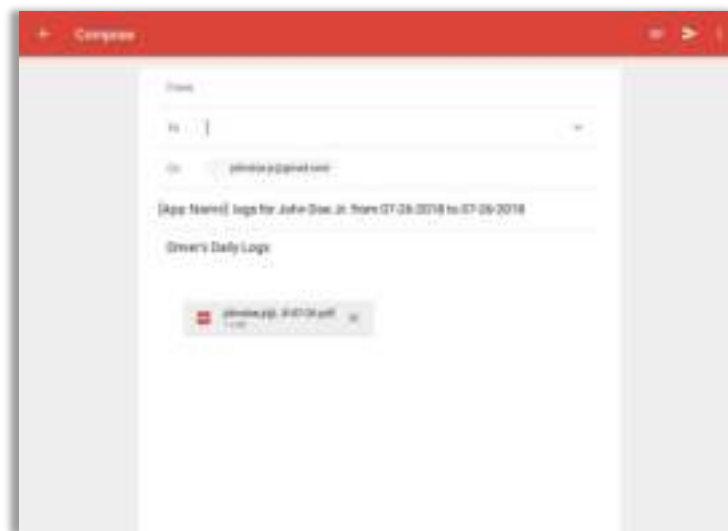 Compose
From
To
Cc
[App Name] logs for John Doe Jr. from 07-26-2018 to 07-26-2018
Driver's Daily Logs